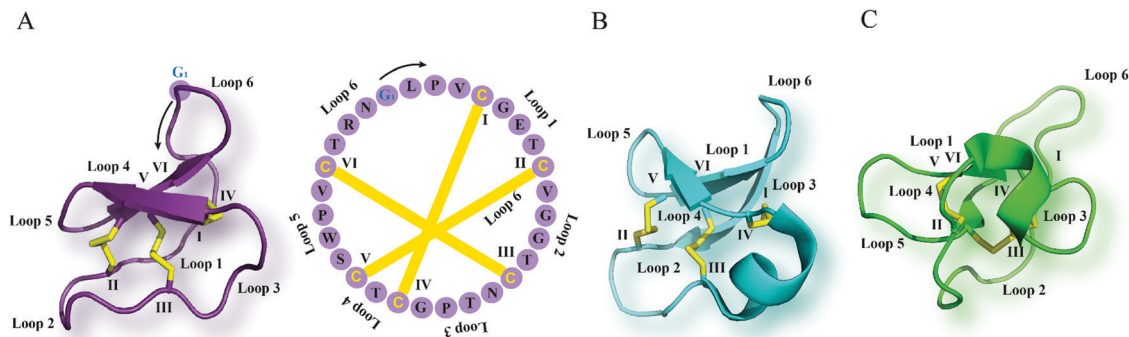 A
G₁
Loop 6
Loop 4
VI
V
IV
Loop 5
I
Loop 1
II
III
Loop 3
Loop 2
Loop 6
G₁ L P V C G E T C V G G T C N T P G C T C S W P V C T R N
I
Loop 1
II
Loop 6
Loop 2
III
Loop 3
IV
Loop 4
V
Loop 5
VI
B
Loop 6
Loop 5
VI
Loop 1
V
I
Loop 3
Loop 4
II
IV
Loop 2
III
C
Loop 6
Loop 1
V
VI
I
Loop 4
IV
II
Loop 3
Loop 5
III
Loop 2